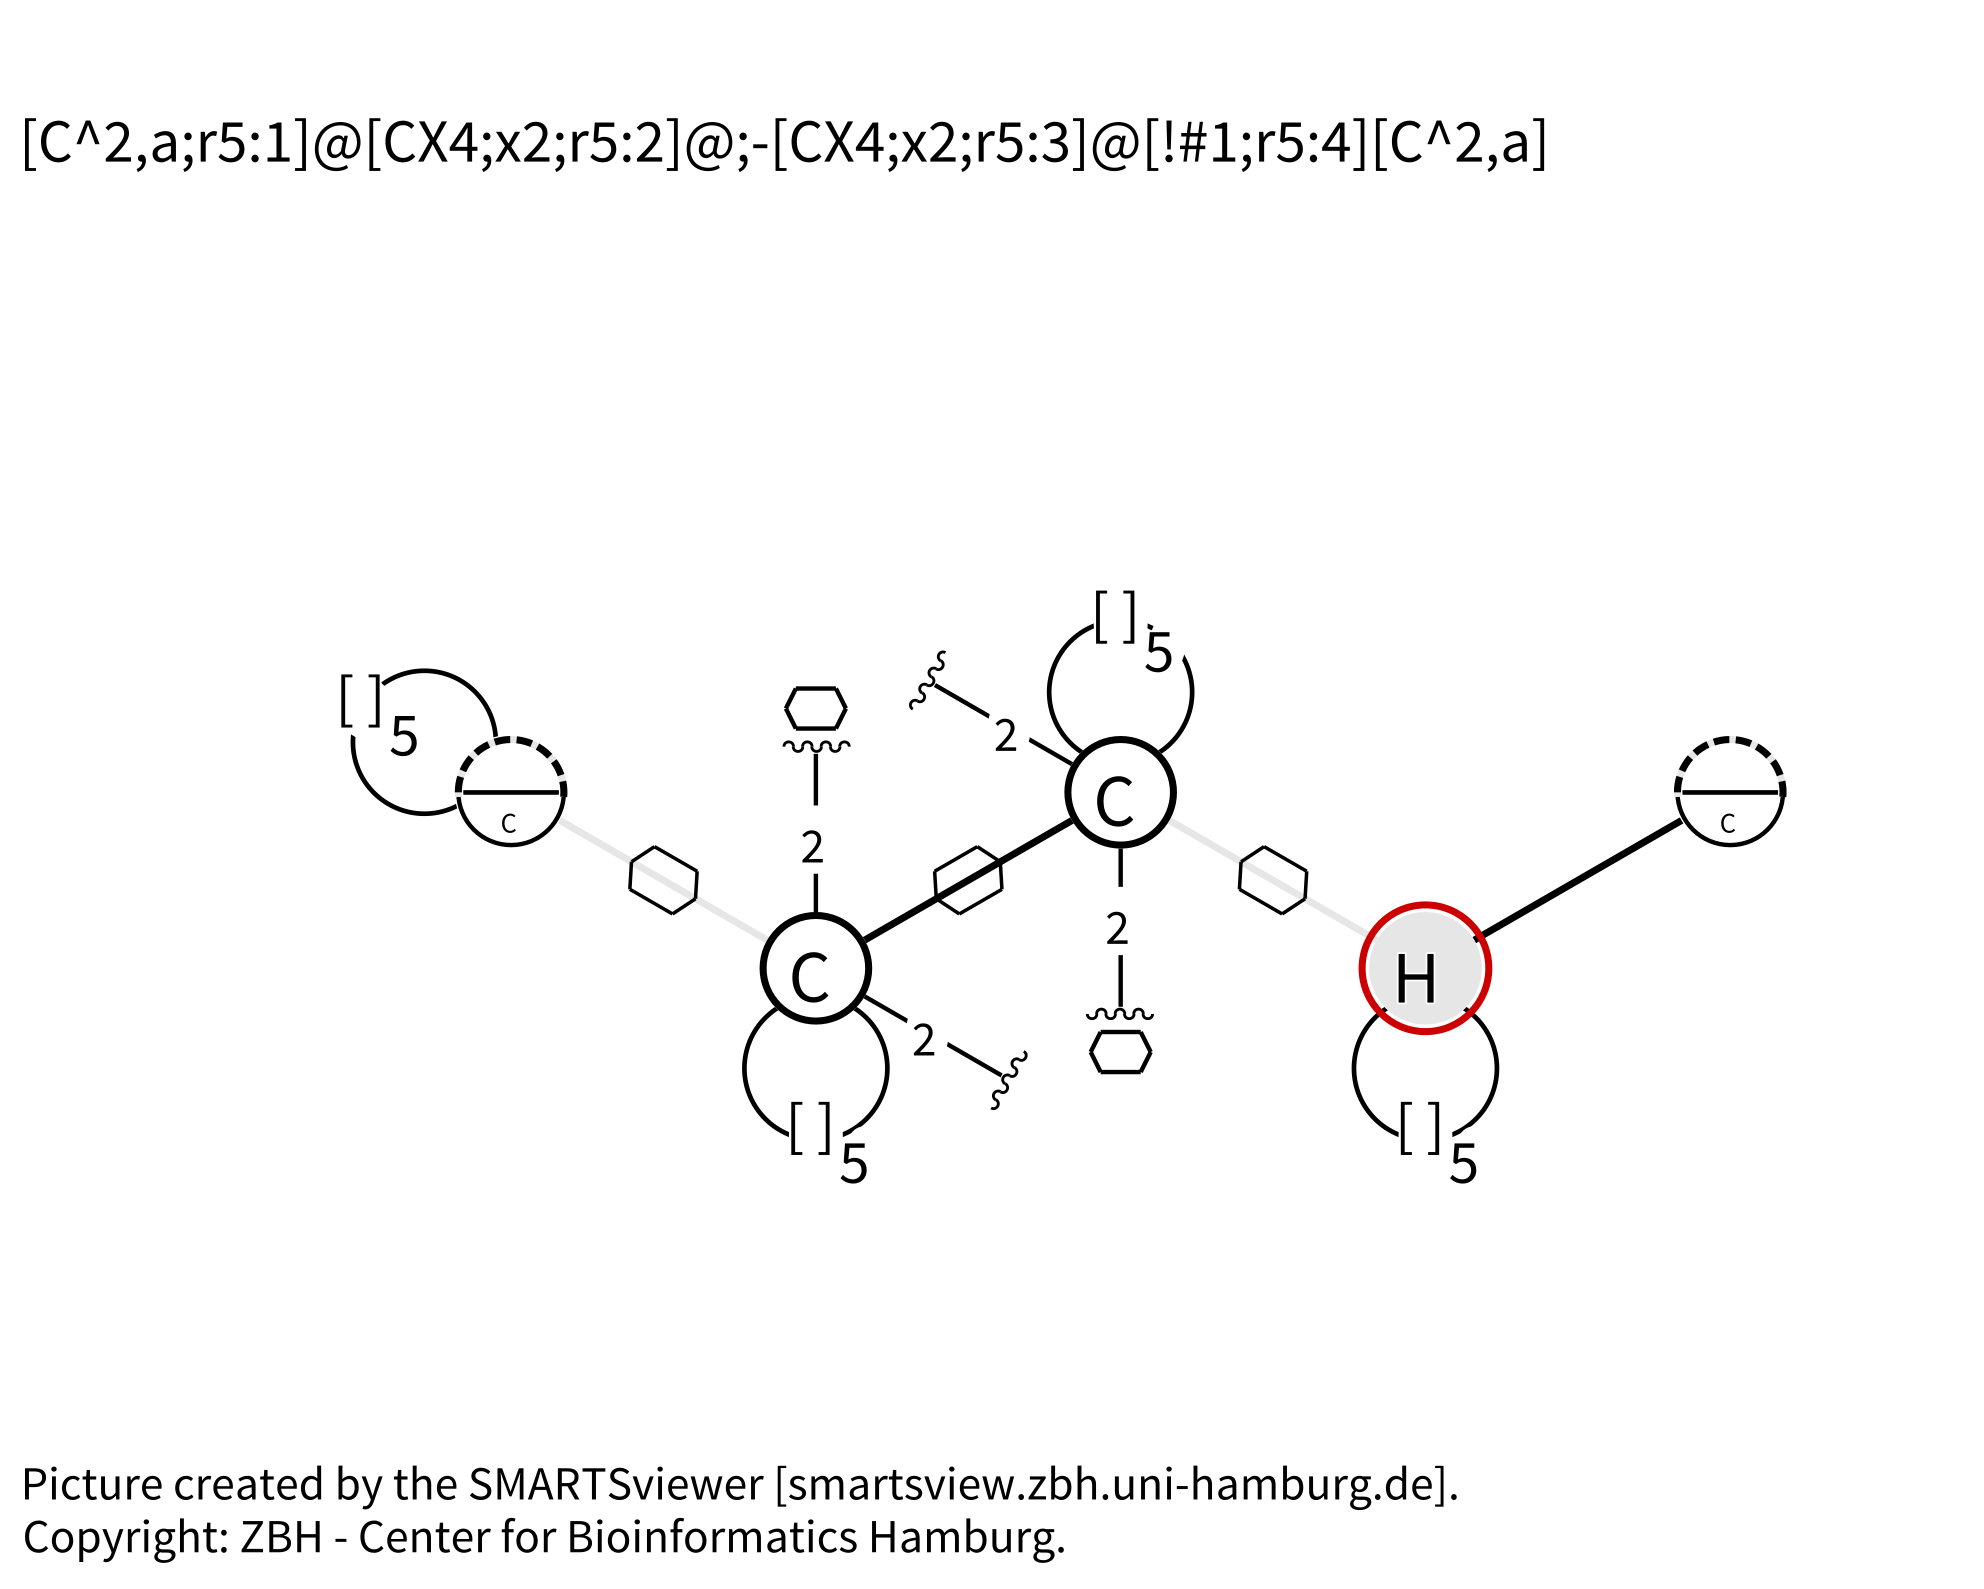 [C^2,a;r5:1]@[CX4;x2;r5:2]@;-[CX4;x2;r5:3]@[!#1;r5:4][C^2,a]
[ ]5
[ ]5
2
2
C
C
C
2
2
C
H
C
2
[ ]5
[ ]5
Picture created by the SMARTSviewer [smartsview.zbh.uni-hamburg.de].
Copyright: ZBH - Center for Bioinformatics Hamburg.